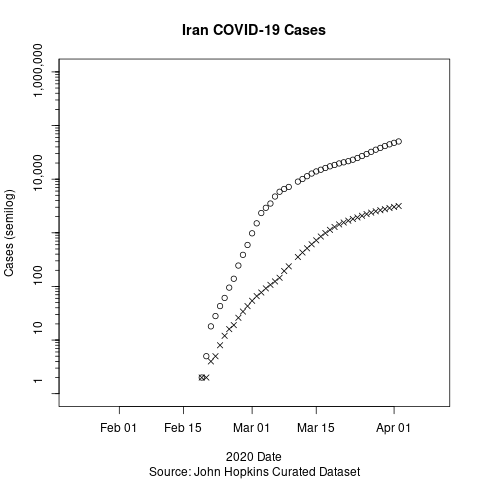 Iran COVID-19 Cases
Cases (semilog)
1,000,000
10,000
100
10
1
Feb 01
Feb 15
Mar 01
Mar 15
Apr 01
2020 Date
Source: John Hopkins Curated Dataset